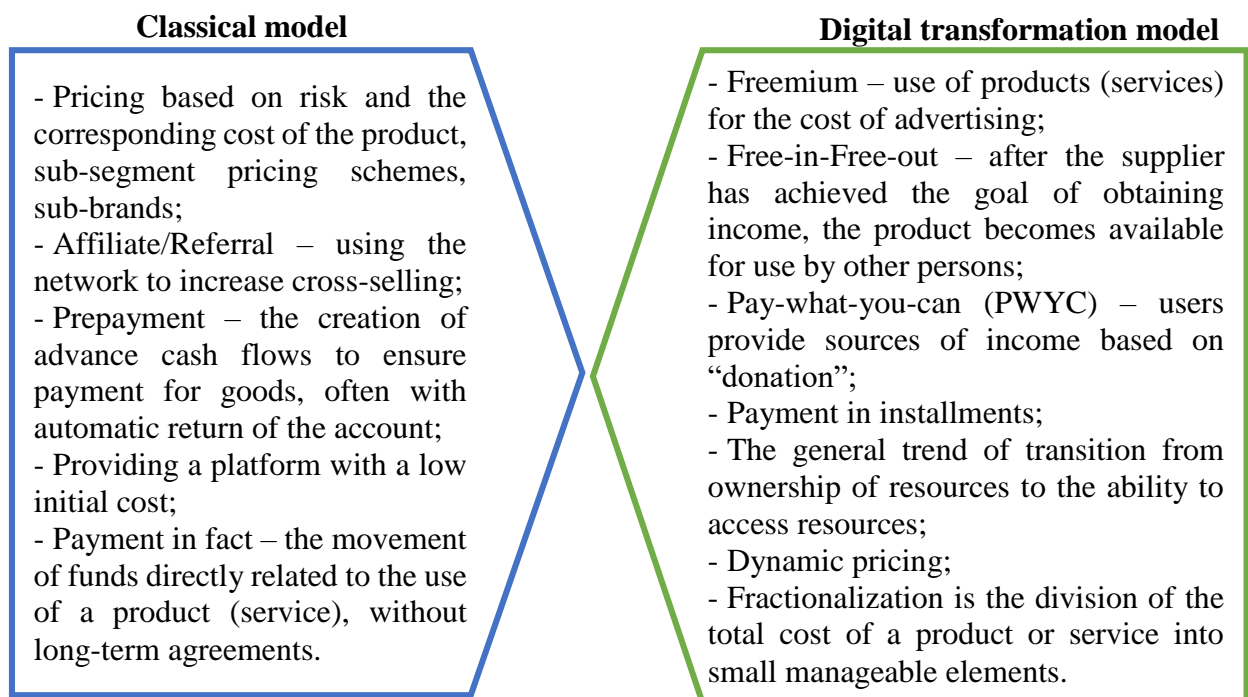 Classical model
- Pricing based on risk and the
corresponding cost of the product,
sub-segment pricing schemes,
sub-brands;
- Affiliate/Referral – using the
network to increase cross-selling;
- Prepayment – the creation of
advance cash flows to ensure
payment for goods, often with
automatic return of the account;
- Providing a platform with a low
initial cost;
- Payment in fact – the movement
of funds directly related to the use
of a product (service), without
long-term agreements.
Digital transformation model
- Freemium – use of products (services)
for the cost of advertising;
- Free-in-Free-out – after the supplier
has achieved the goal of obtaining
income, the product becomes available
for use by other persons;
- Pay-what-you-can (PWYC) – users
provide sources of income based on
“donation”;
- Payment in installments;
- The general trend of transition from
ownership of resources to the ability to
access resources;
- Dynamic pricing;
- Fractionalization is the division of the
total cost of a product or service into
small manageable elements.